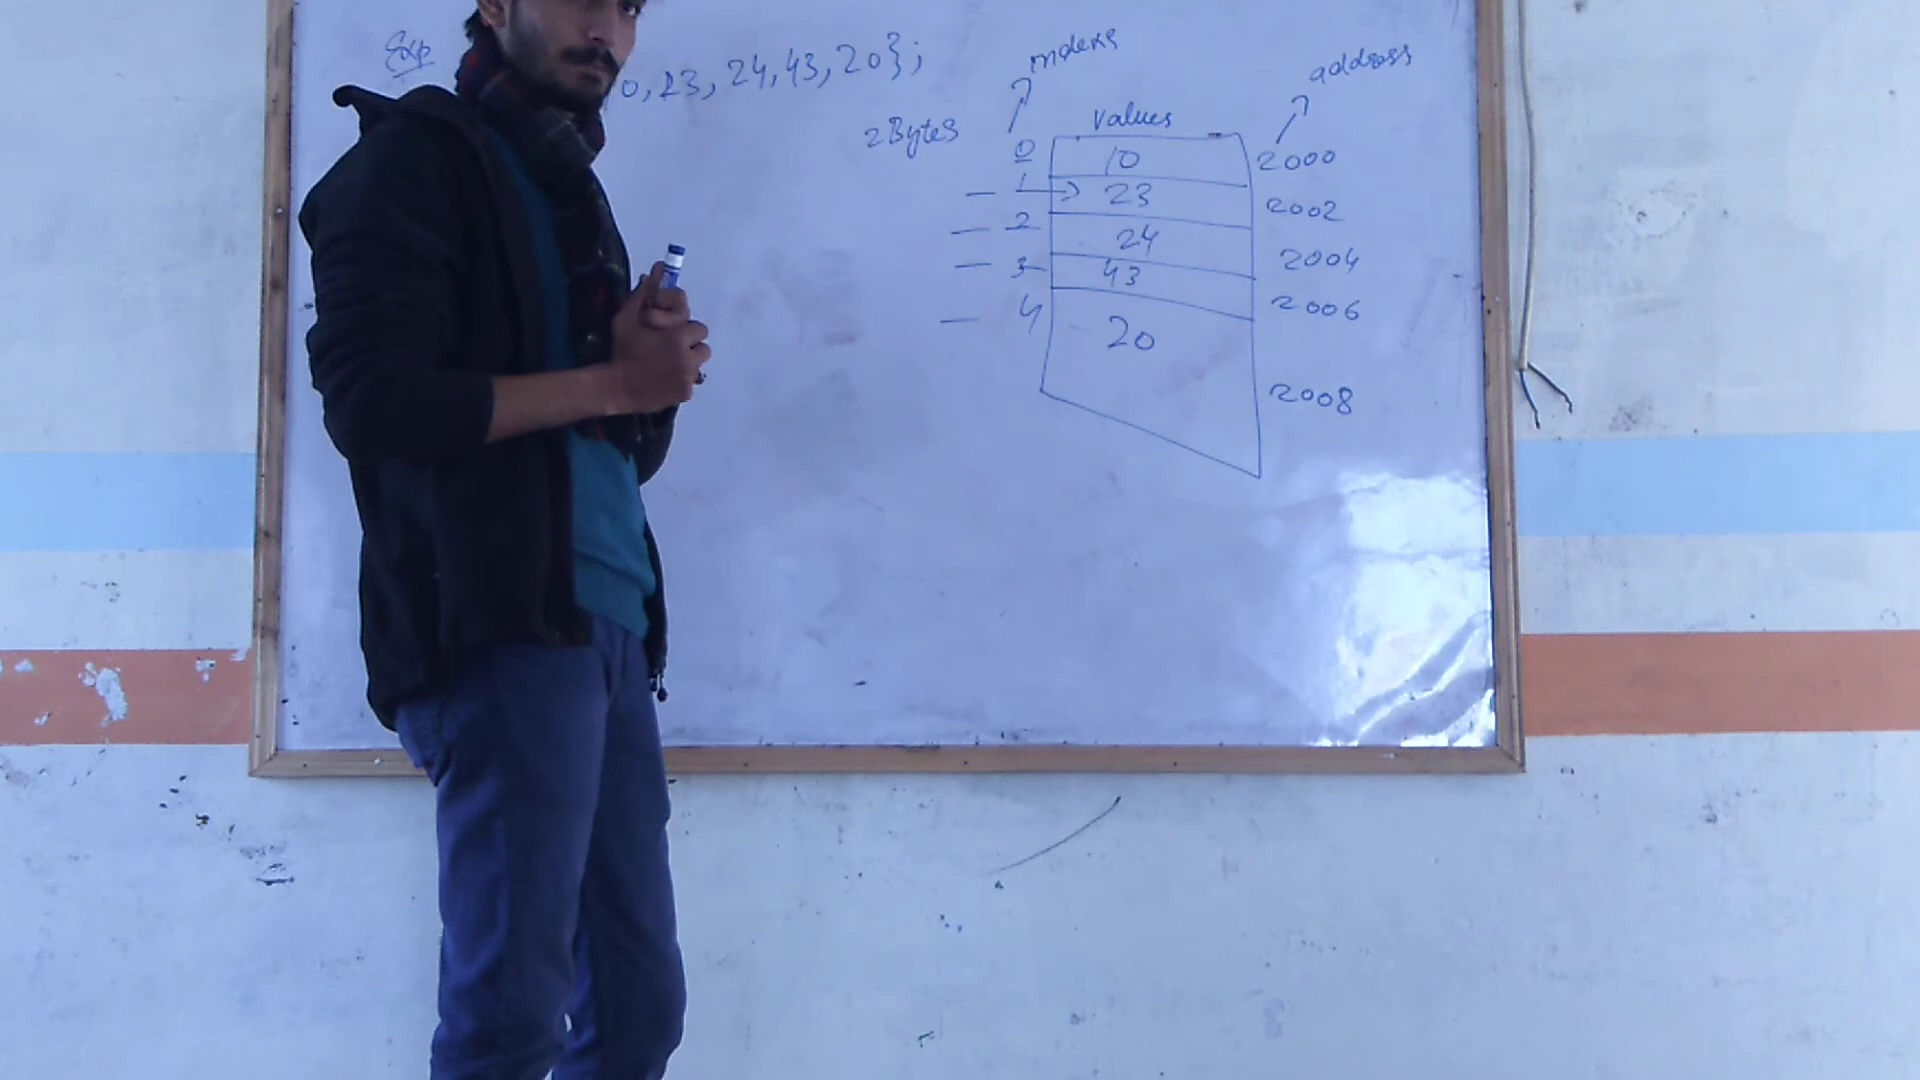 Exp
0, 23, 24, 43, 20};
indexs
address
2Bytes
values
0 10 2000
1 → 23 2002
2 24 2004
3 43 2006
4 20 2008